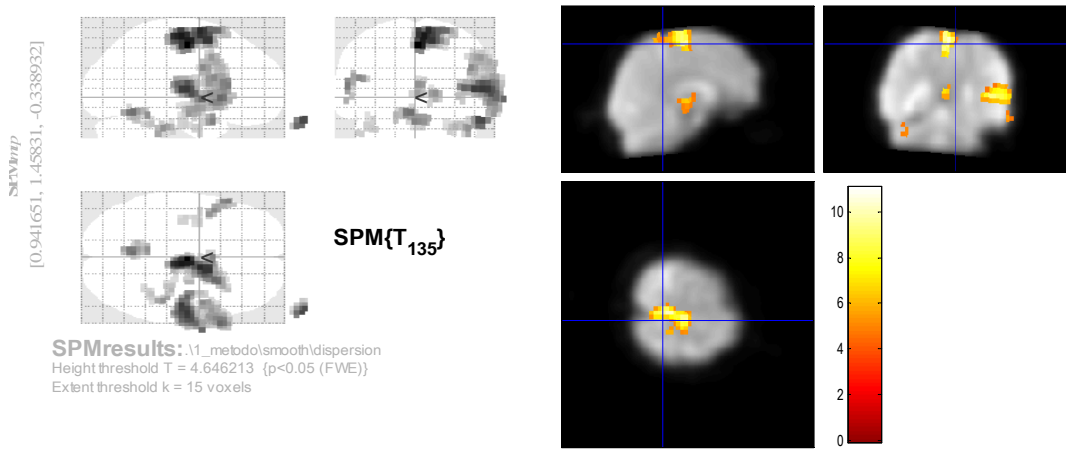 SPMmip
[0.941651, 1.45831, -0.338932]
<
<
<
SPM{T135}
SPMresults: .\1_metodo\smooth\dispersion
Height threshold T = 4.646213 {p<0.05 (FWE)}
Extent threshold k = 15 voxels
10
8
6
4
2
0